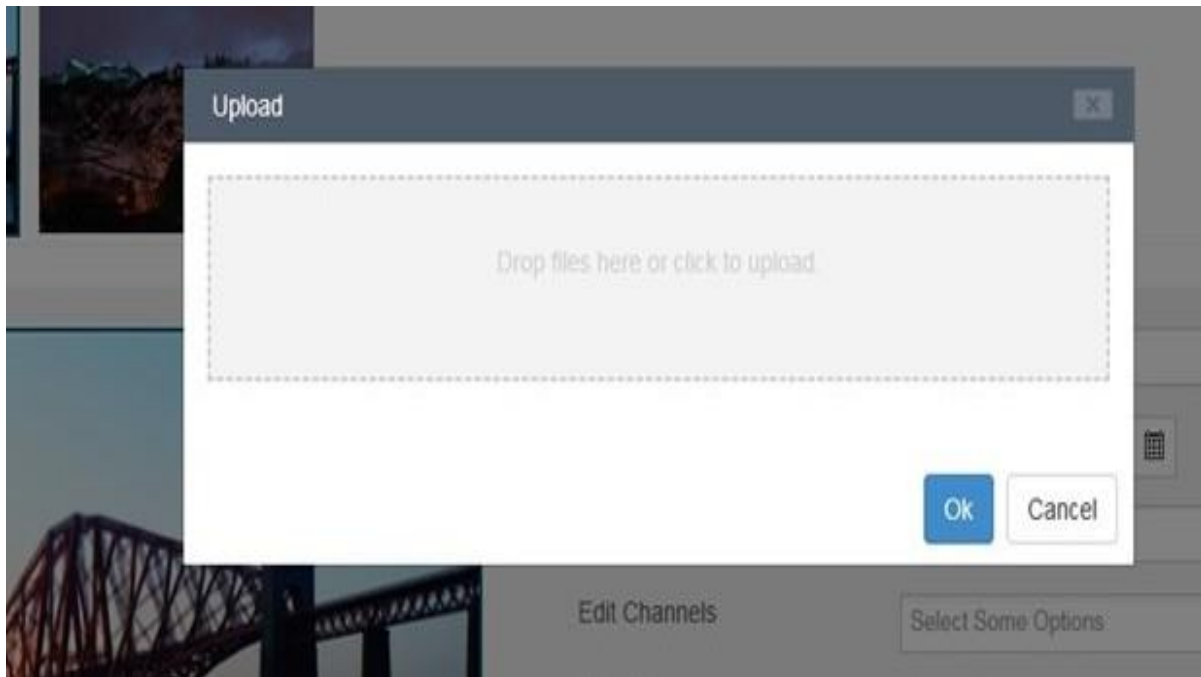 Upload
X
Drop files here or click to upload.
Ok
Cancel
Edit Channels
Select Some Options